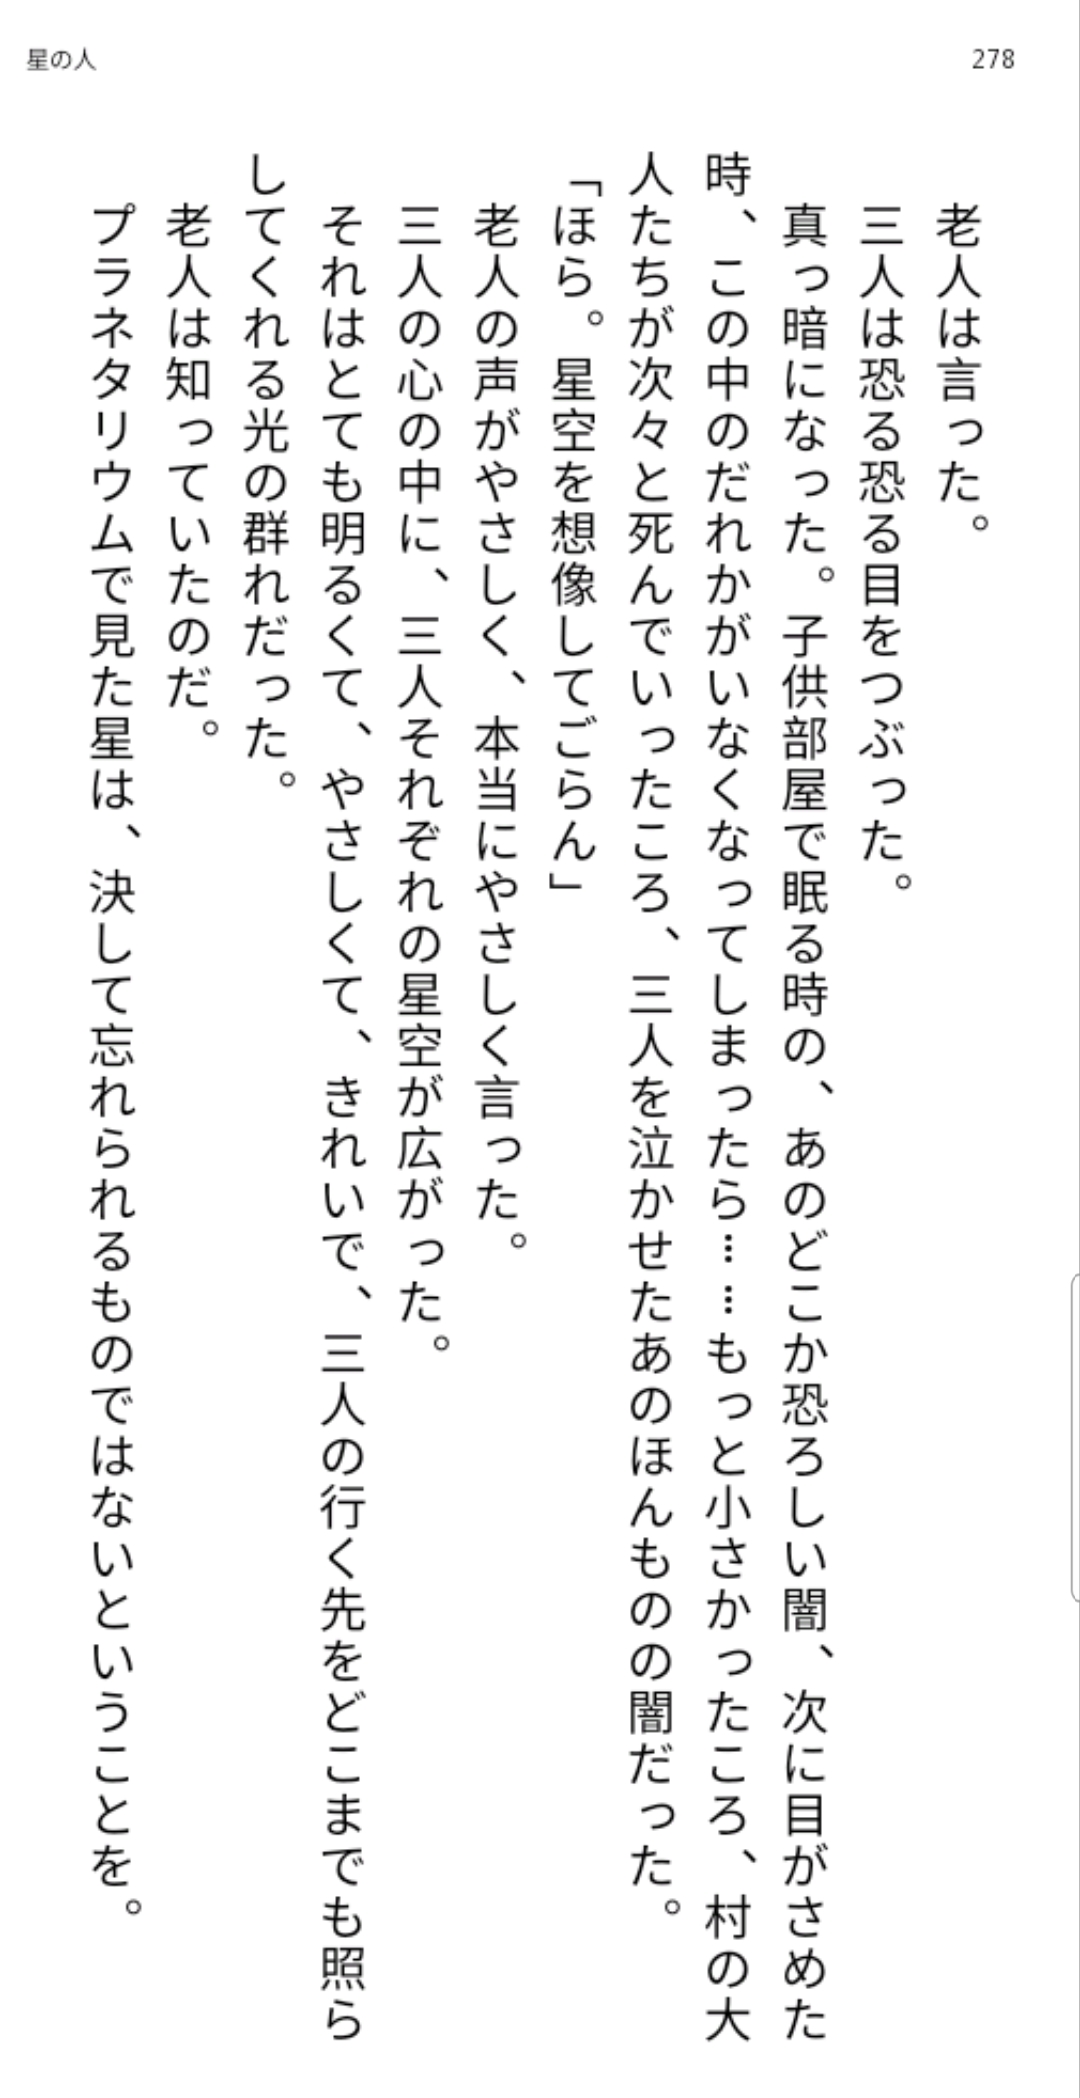 星の人
278
老人は言った。
三人は恐る恐る目をつぶった。
真っ暗になった。子供部屋で眠る時の、あのどこか恐ろしい闇、次に目がさめた
時、この中のだれかがいなくなってしまったら……もっと小さかったころ、村の大
人たちが次々と死んでいったころ、三人を泣かせたあのほんものの闇だった。
「ほら。星空を想像してごらん」
老人の声がやさしく、本当にやさしく言った。
三人の心の中に、三人それぞれの星空が広がった。
それはとても明るくて、やさしくて、きれいで、三人の行く先をどこまでも照ら
してくれる光の群れだった。
老人は知っていたのだ。
プラネタリウムで見た星は、決して忘れられるものではないということを。